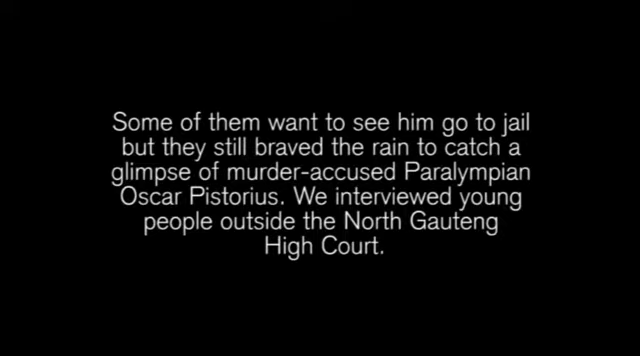 Some of them want to see him go to jail
but they still braved the rain to catch a
glimpse of murder-accused Paralympian
Oscar Pistorius. We interviewed young
people outside the North Gauteng
High Court.